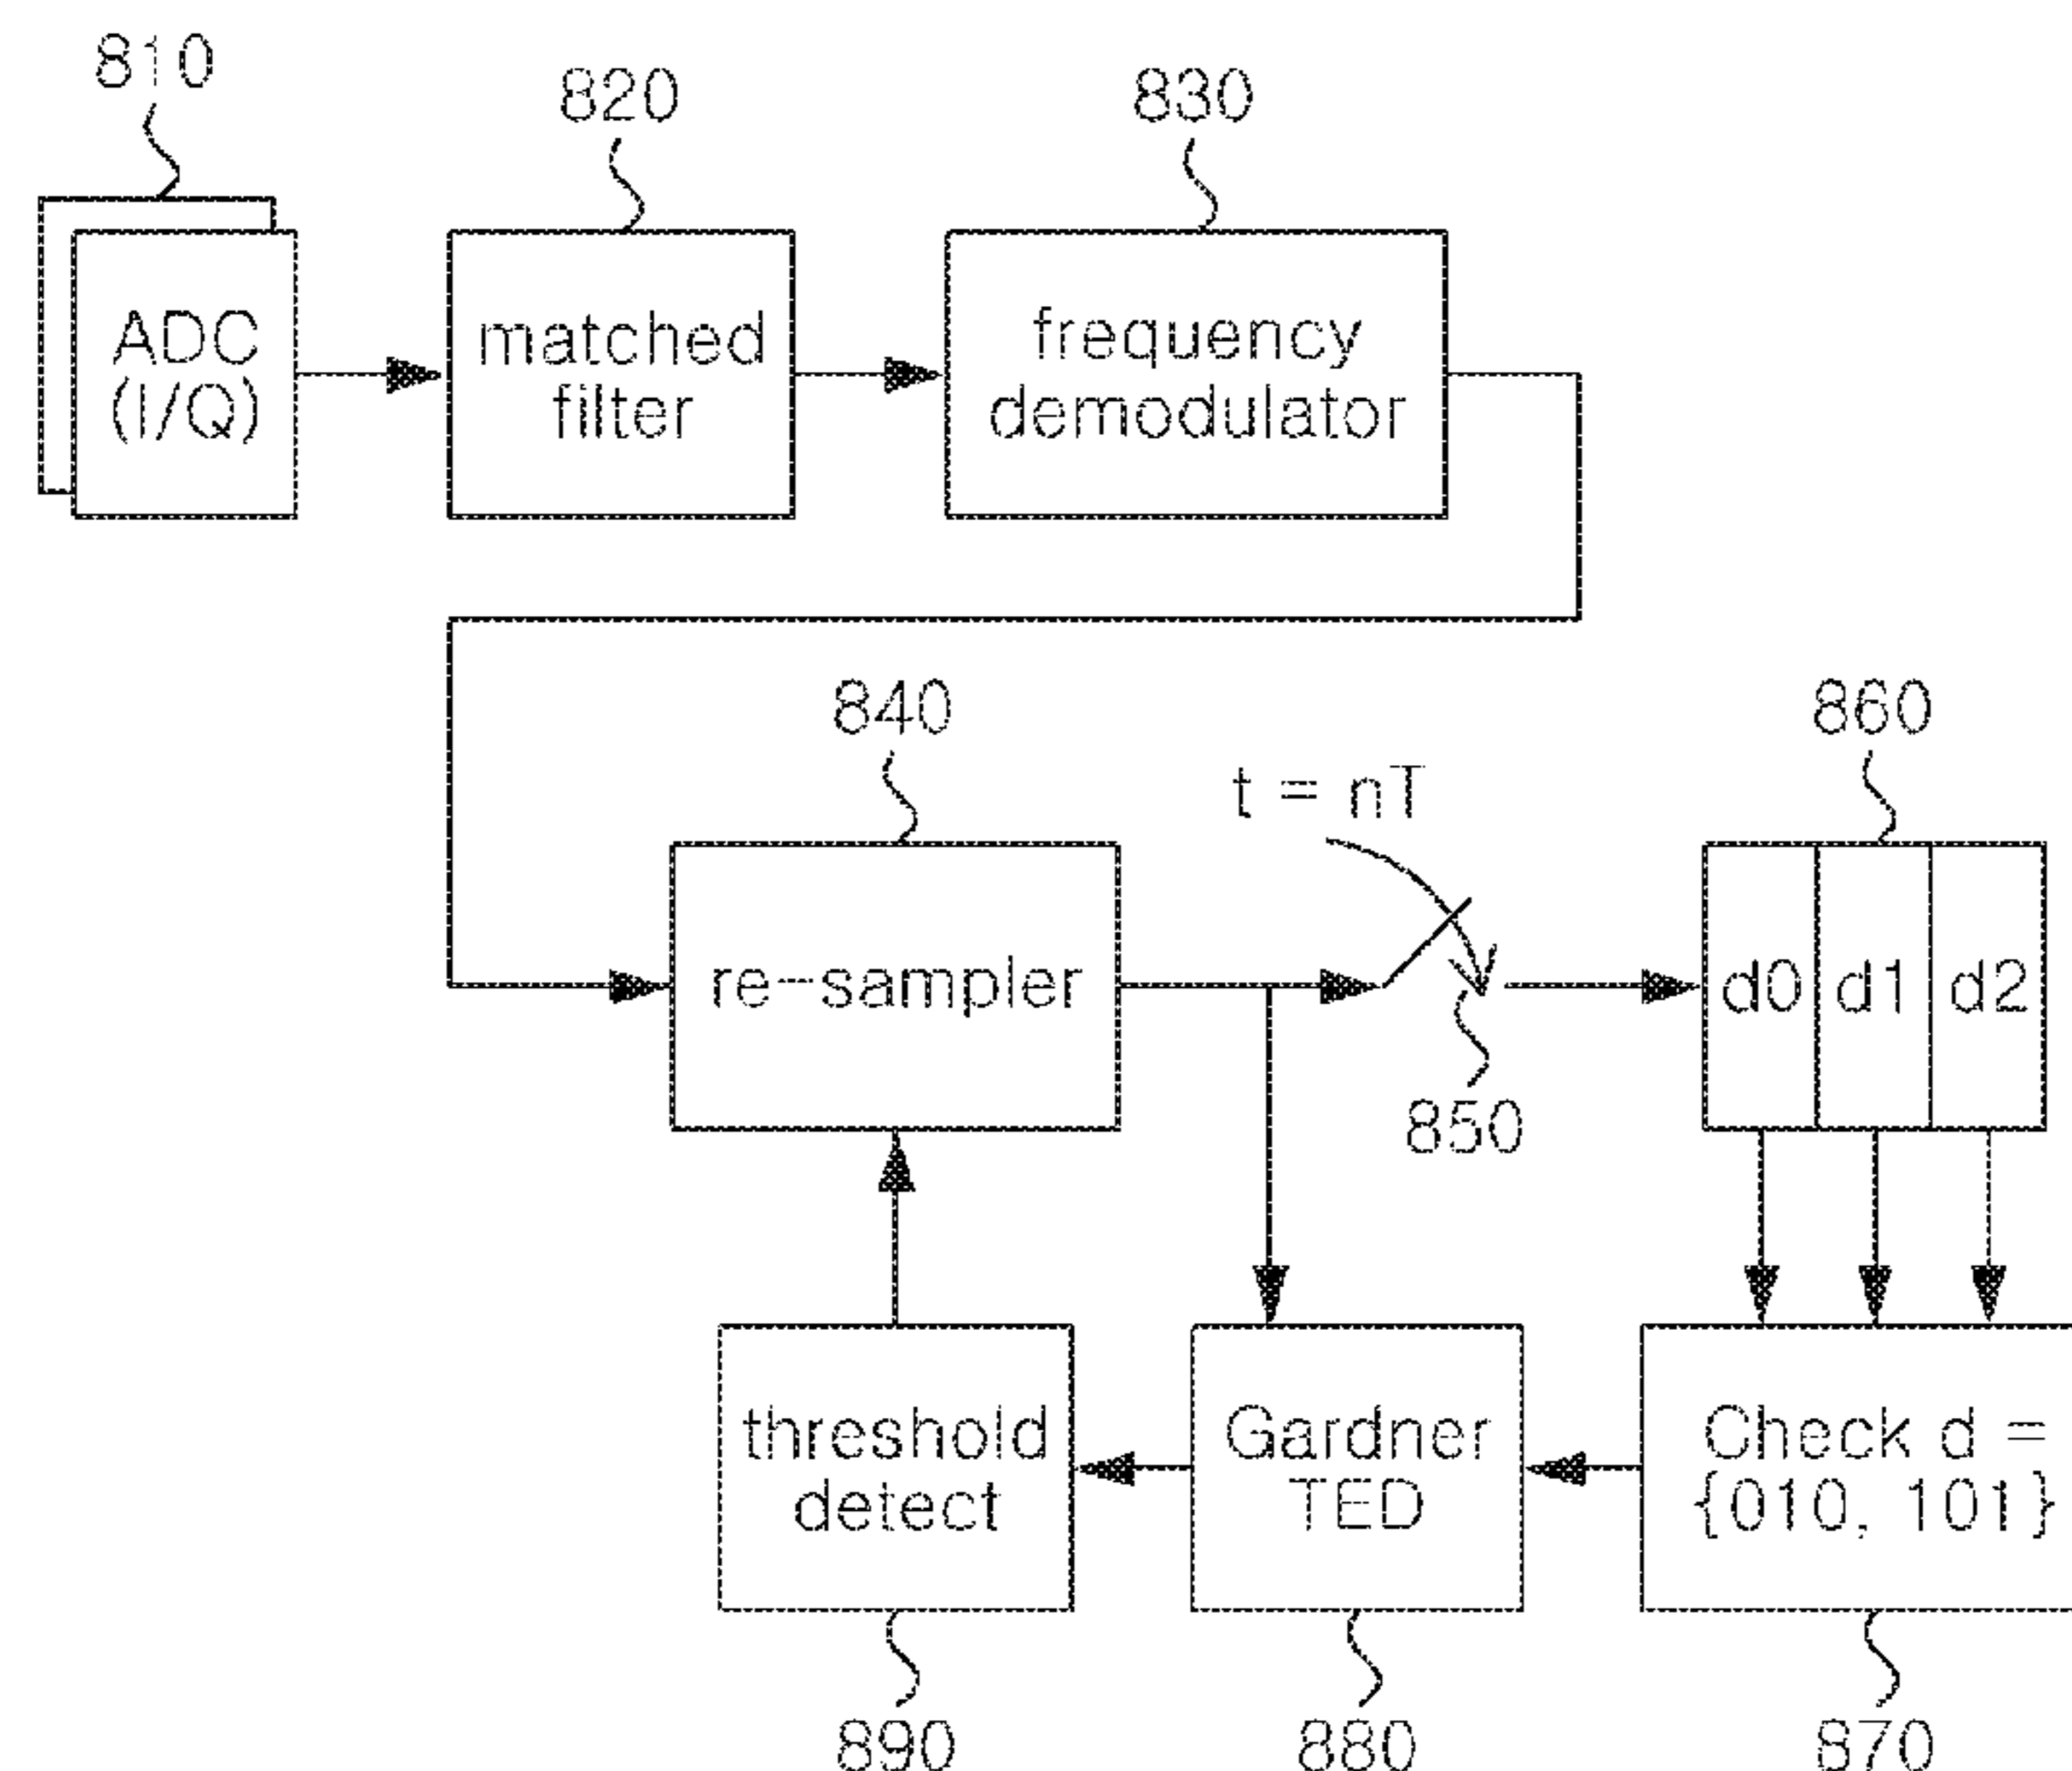 810
820
830
ADC
(I/Q)
matched
filter
frequency
demodulator
840
t = nT
860
re-sampler
d0
d1
d2
850
threshold
detect
Gardner
TED
Check d =
{010, 101}
890
880
870